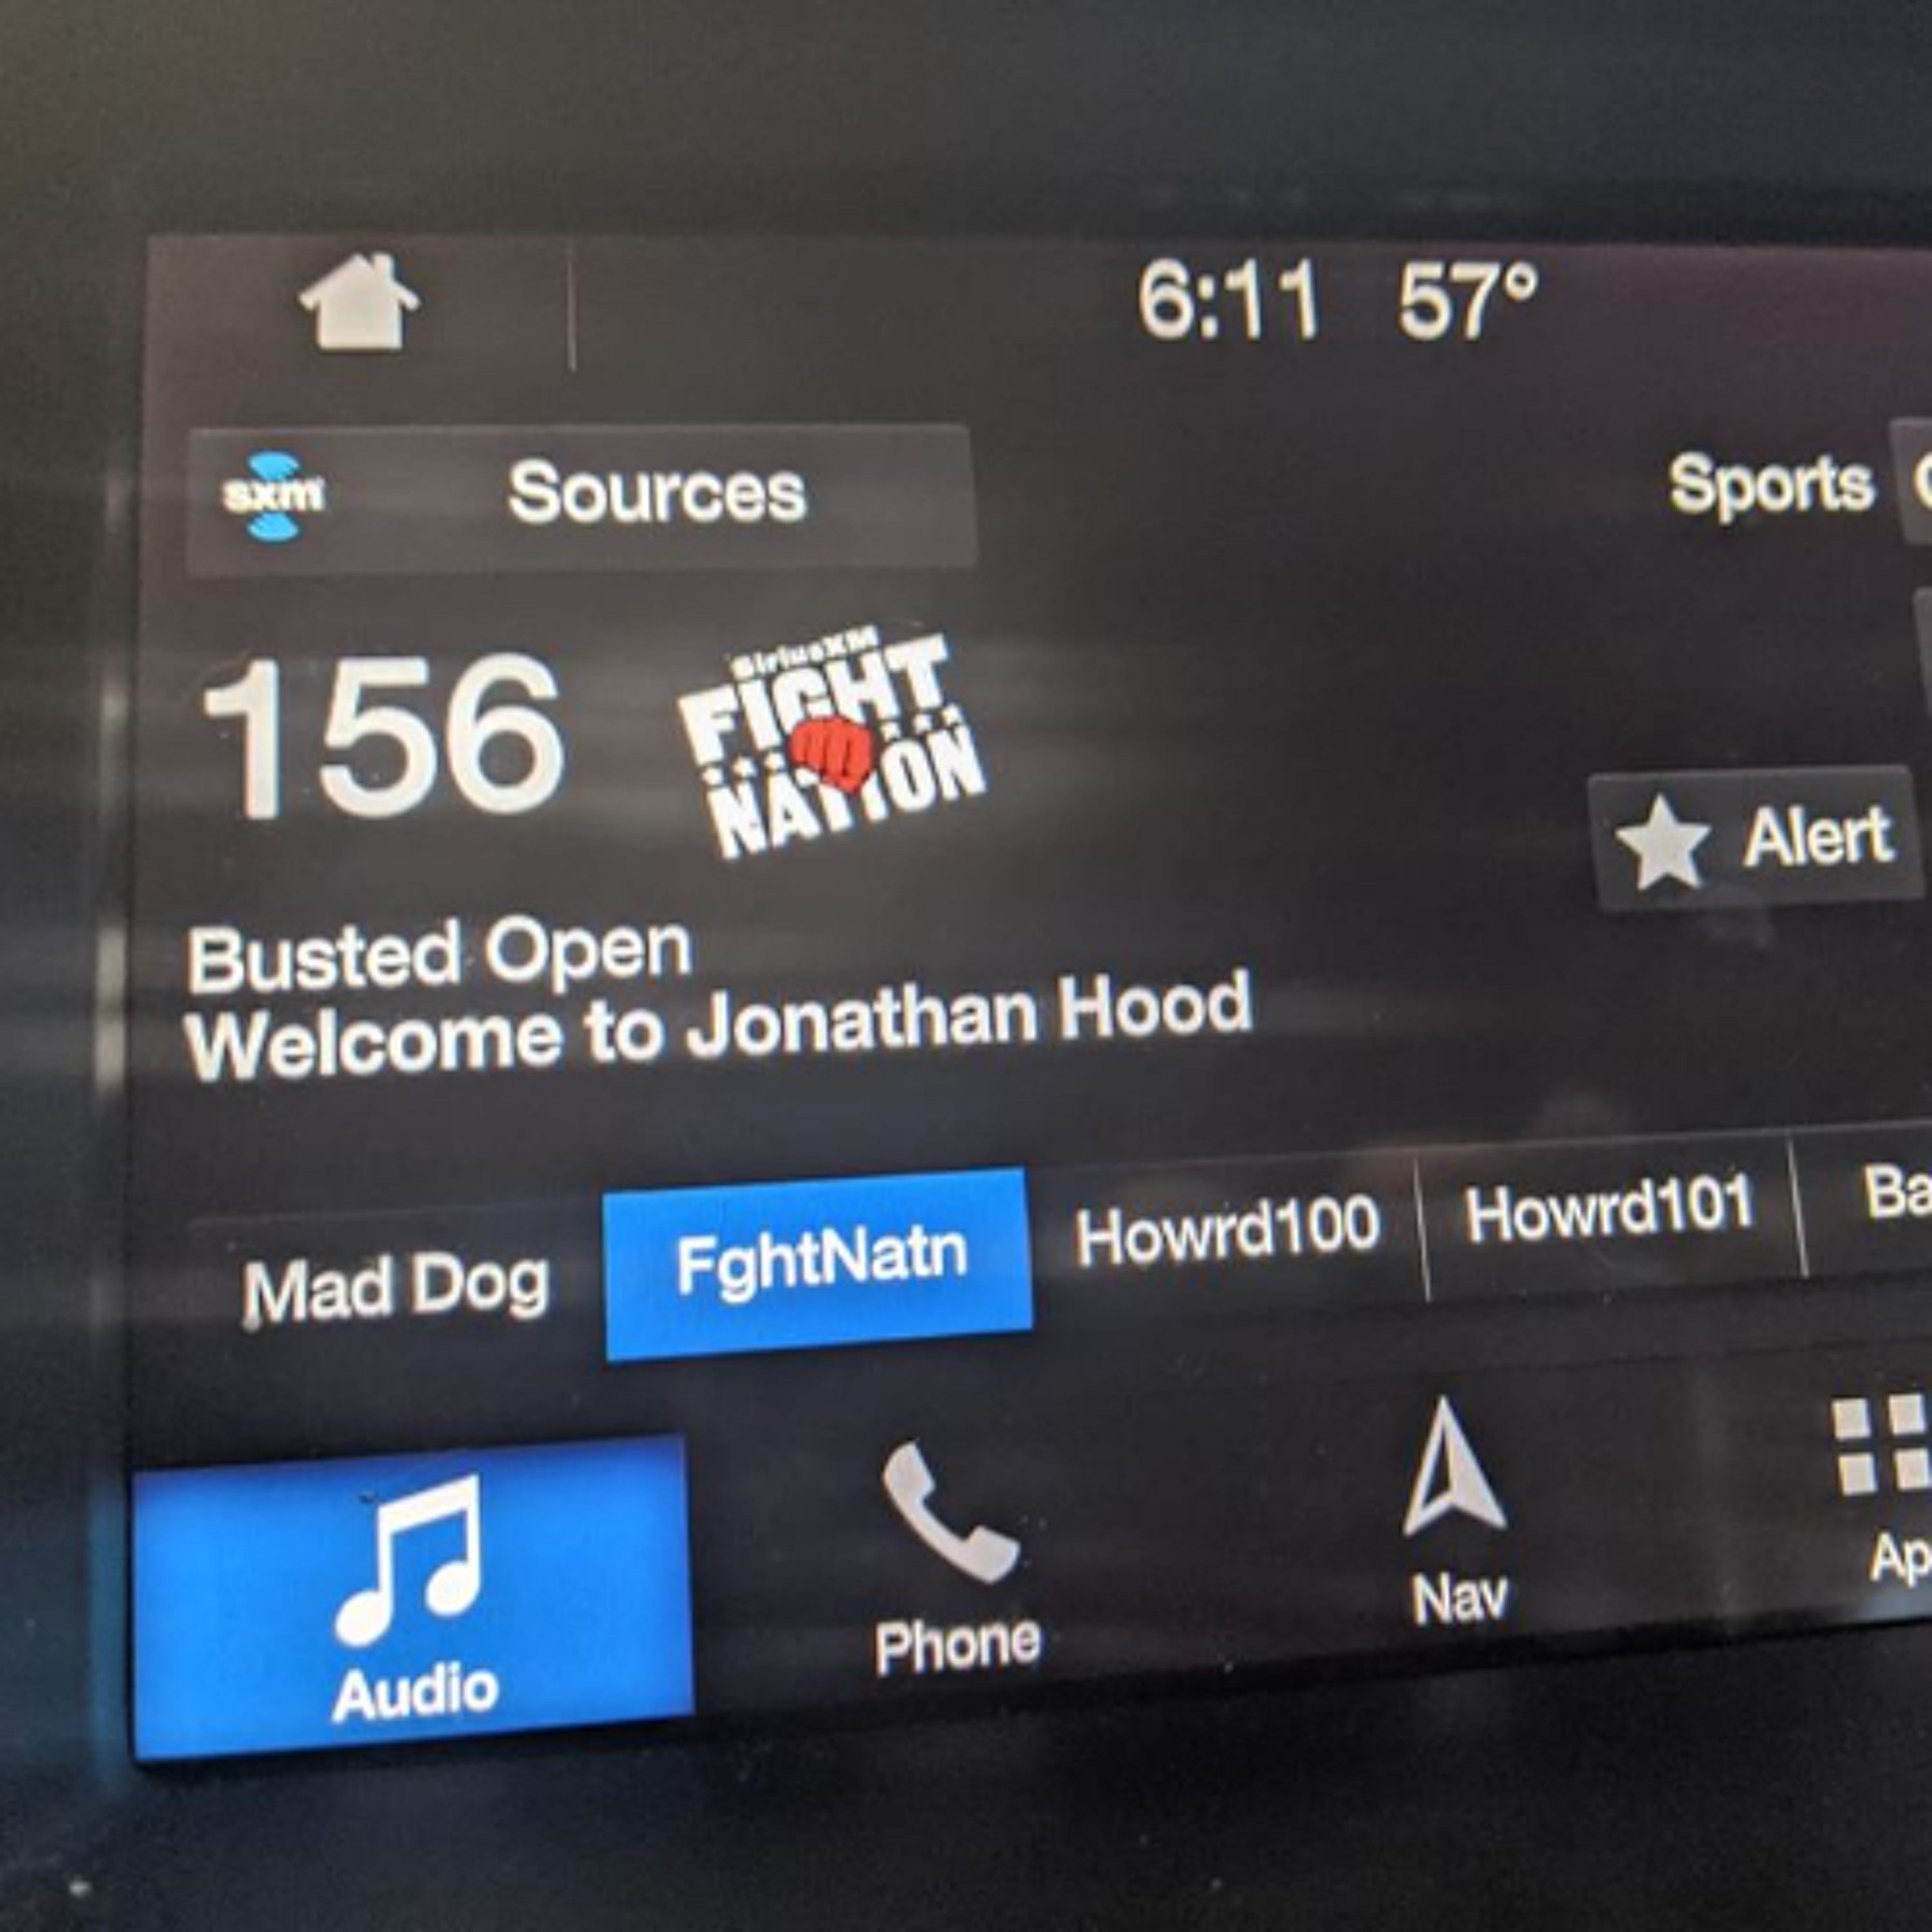 6:11 57°
sxm Sources
Sports
156
SiriusXM
FIGHT
NATION
Alert
Busted Open
Welcome to Jonathan Hood
Mad Dog FghtNatn Howrd100 Howrd101
Audio Phone Nav